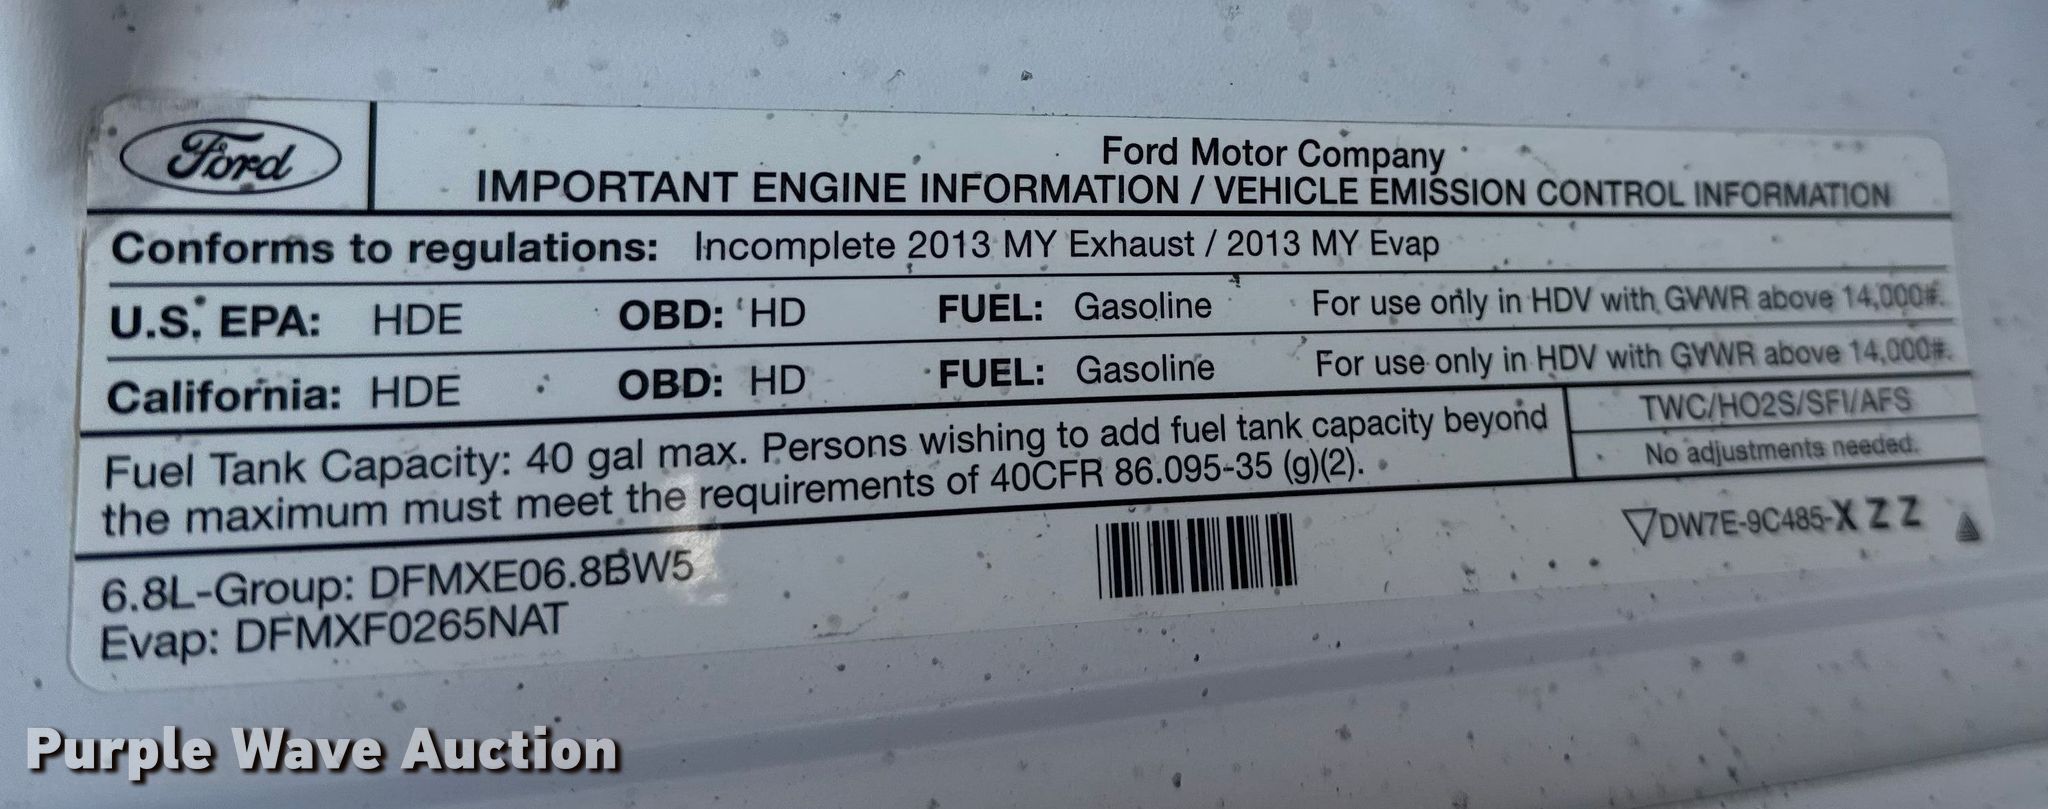 Ford
Ford Motor Company
IMPORTANT ENGINE INFORMATION / VEHICLE EMISSION CONTROL INFORMATION
Conforms to regulations: Incomplete 2013 MY Exhaust / 2013 MY Evap
U.S. EPA: HDE OBD: HD FUEL: Gasoline For use only in HDV with GVWR above 14,000#.
California: HDE OBD: HD FUEL: Gasoline For use only in HDV with GVWR above 14,000#.
Fuel Tank Capacity: 40 gal max. Persons wishing to add fuel tank capacity beyond
the maximum must meet the requirements of 40CFR 86.095-35 (g)(2).
TWC/HO2S/SFI/AFS
No adjustments needed.
6.8L-Group: DFMXE06.8BW5
Evap: DFMXF0265NAT
DW7E-9C485-X Z Z
Purple Wave Auction